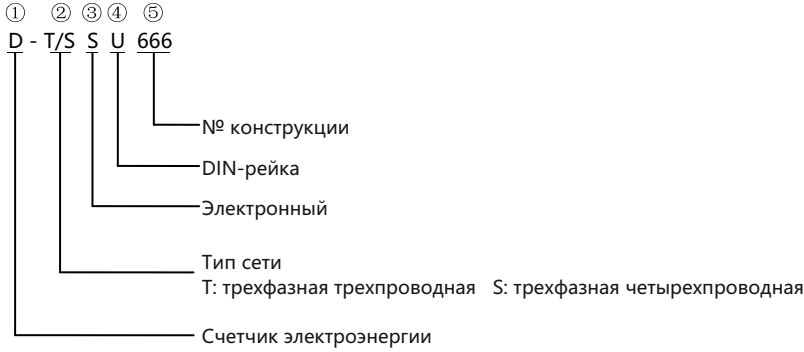 ① ② ③ ④ ⑤
D - T/S S U 666
№ конструкции
DIN-рейка
Электронный
Тип сети
T: трехфазная трехпроводная S: трехфазная четырехпроводная
Счетчик электроэнергии